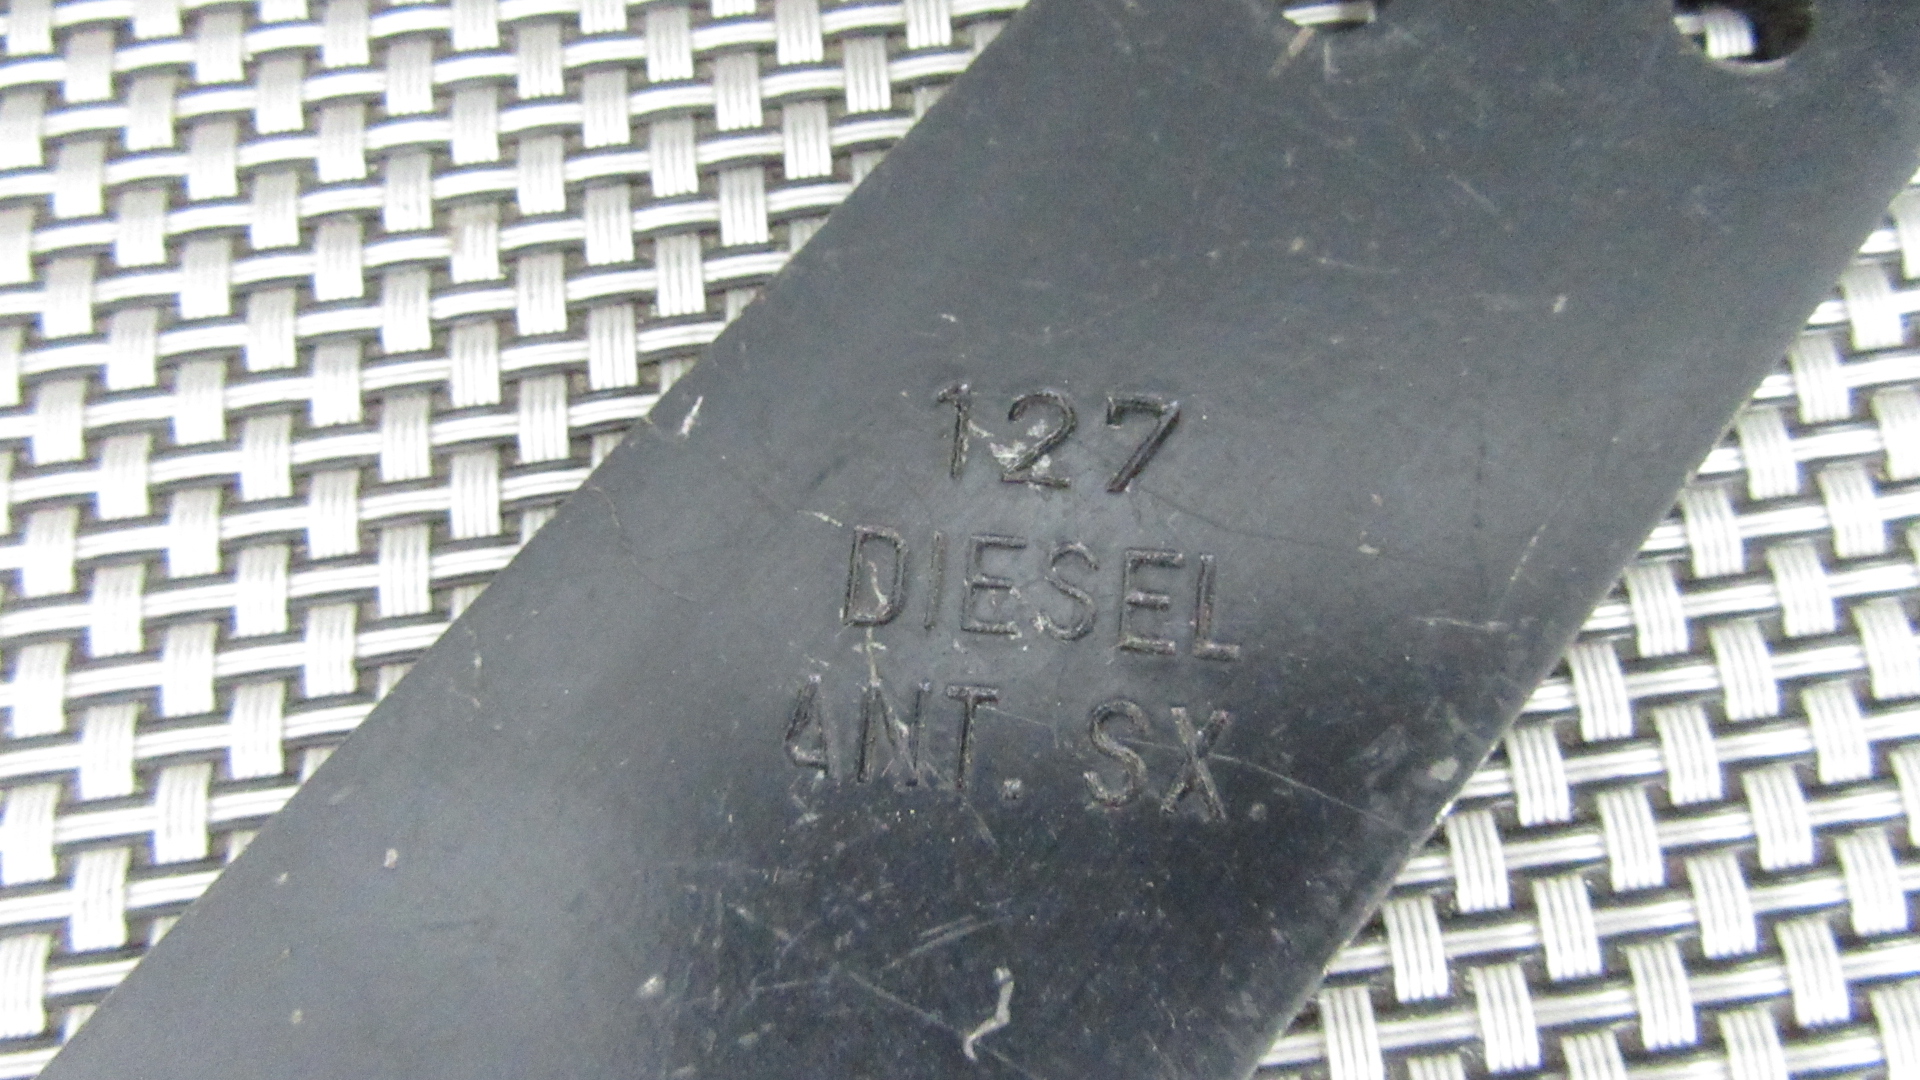 127
DIESEL
ANT. SX.